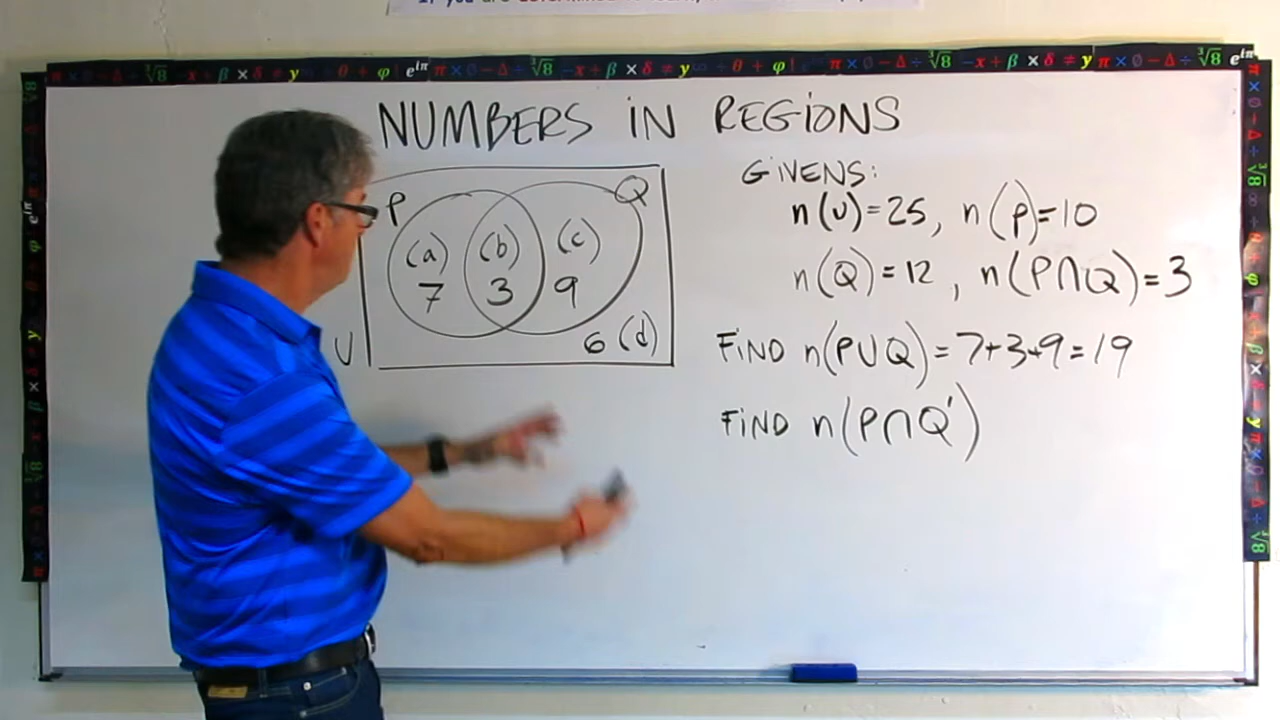 NUMBERS IN REGIONS
P
Q
(a) (b) (c)
7 3 9
6 (d)
U
GIVENS:
n(U)=25, n(P)=10
n(Q)=12, n(P∩Q)=3
FIND n(P∪Q)=7+3+9=19
FIND n(P∩Q')